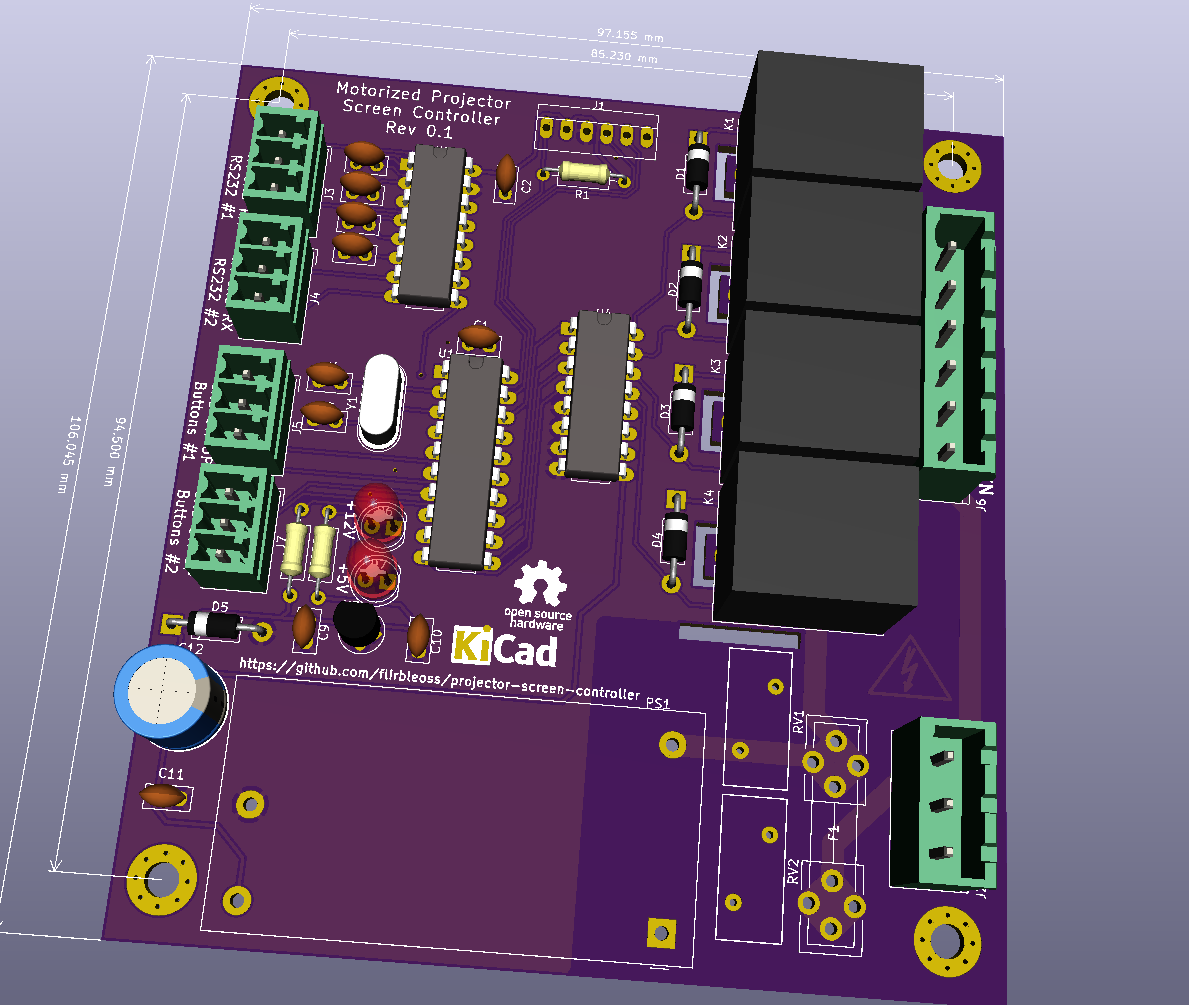 97.155 mm
85.230 mm
Motorized Projector
Screen Controller
Rev 0.1
J1
K1
D1
C2
R1
RS232 #1
J3
K2
D2
RS232 #2
RX
J4
106.045 mm
94.500 mm
Buttons #1
J5
K3
D3
J6
K4
D4
Buttons #2
+12V
+5V
D5
C9
C10
C12
open source
hardware
KiCad
https://github.com/flirbleoss/projector-screen-controller
PS1
RV1
C11
F1
RV2